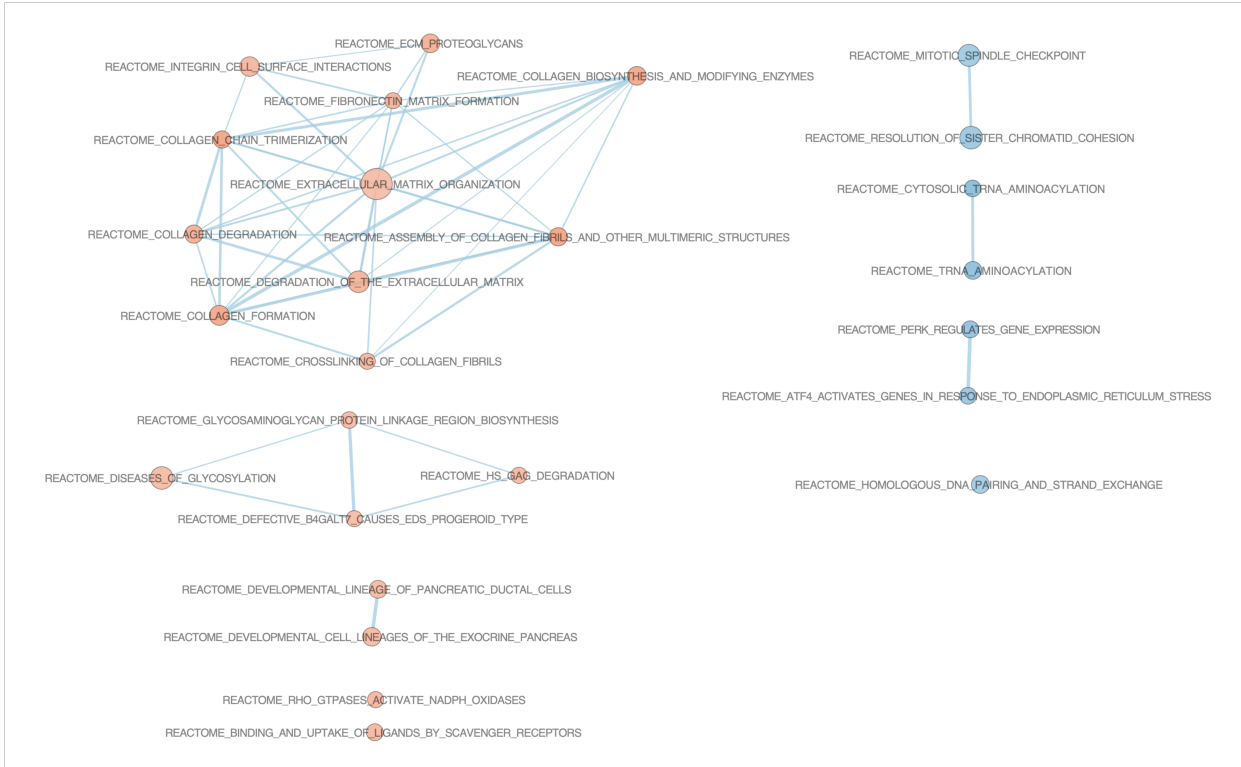 REACTOME_ECM_PROTEOGLYCANS
REACTOME_INTEGRIN_CELL_SURFACE_INTERACTIONS
REACTOME_COLLAGEN_BIOSYNTHESIS_AND_MODIFYING_ENZYMES
REACTOME_FIBRONECTIN_MATRIX_FORMATION
REACTOME_COLLAGEN_CHAIN_TRIMERIZATION
REACTOME_EXTRACELLULAR_MATRIX_ORGANIZATION
REACTOME_COLLAGEN_DEGRADATION
REACTOME_ASSEMBLY_OF_COLLAGEN_FIBRILS_AND_OTHER_MULTIMERIC_STRUCTURES
REACTOME_DEGRADATION_OF_THE_EXTRACELLULAR_MATRIX
REACTOME_COLLAGEN_FORMATION
REACTOME_CROSSLINKING_OF_COLLAGEN_FIBRILS
REACTOME_GLYCOSAMINOGLYCAN_PROTEIN_LINKAGE_REGION_BIOSYNTHESIS
REACTOME_DISEASES_OF_GLYCOSYLATION
REACTOME_HS_GAG_DEGRADATION
REACTOME_DEFECTIVE_B4GALT7_CAUSES_EDS_PROGEROID_TYPE
REACTOME_DEVELOPMENTAL_LINEAGE_OF_PANCREATIC_DUCTAL_CELLS
REACTOME_DEVELOPMENTAL_CELL_LINEAGES_OF_THE_EXOCRINE_PANCREAS
REACTOME_RHO_GTPASES_ACTIVATE_NADPH_OXIDASES
REACTOME_BINDING_AND_UPTAKE_OF_LIGANDS_BY_SCAVENGER_RECEPTORS
REACTOME_MITOTIC_SPINDLE_CHECKPOINT
REACTOME_RESOLUTION_OF_SISTER_CHROMATID_COHESION
REACTOME_CYTOSOLIC_TRNA_AMINOACYLATION
REACTOME_TRNA_AMINOACYLATION
REACTOME_PERK_REGULATES_GENE_EXPRESSION
REACTOME_ATF4_ACTIVATES_GENES_IN_RESPONSE_TO_ENDOPLASMIC_RETICULUM_STRESS
REACTOME_HOMOLOGOUS_DNA_PAIRING_AND_STRAND_EXCHANGE